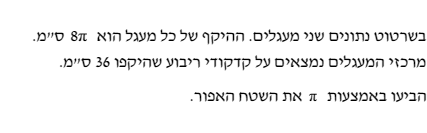 בשרטוט נתונים שני מעגלים. ההיקף של כל מעגל הוא 8π ס״מ.
מרכזי המעגלים נמצאים על קדקודי ריבוע שהיקפו 36 ס״מ.
הביעו באמצעות π את השטח האפור.